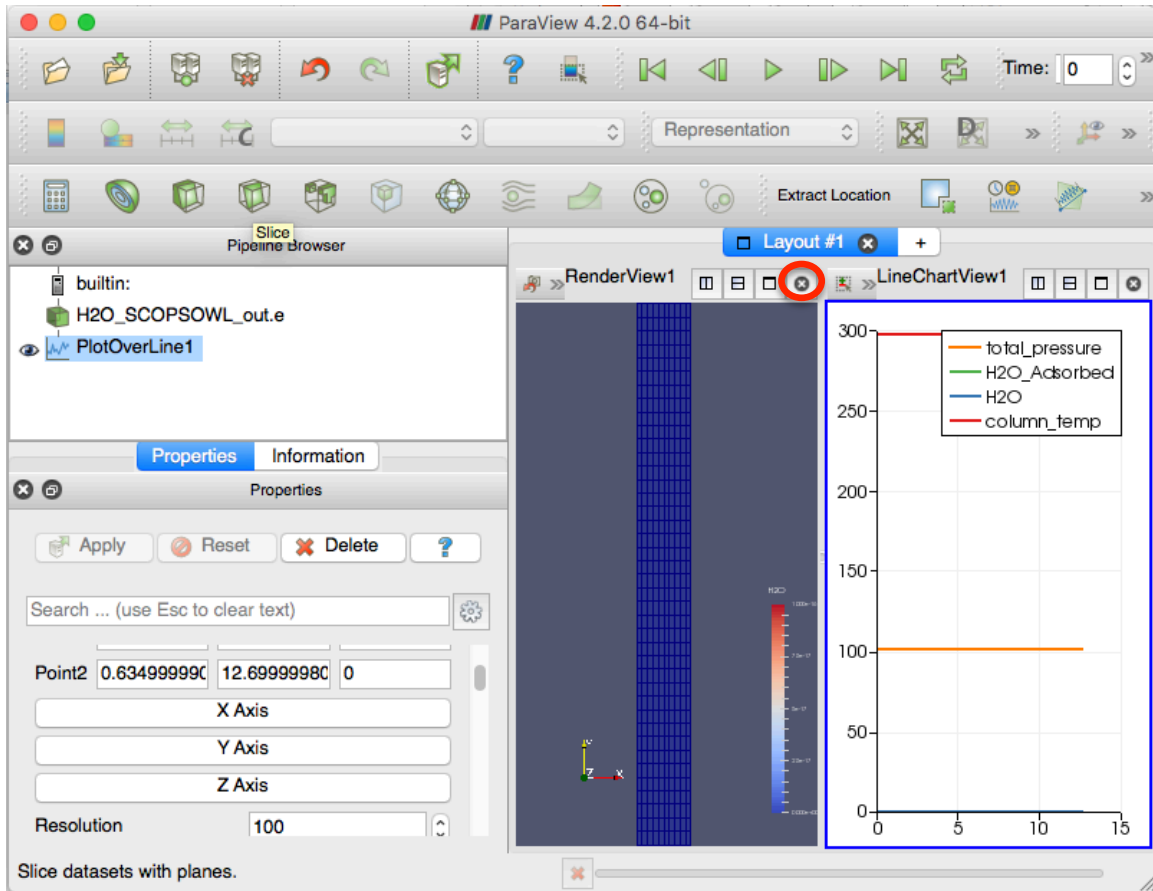 ParaView 4.2.0 64-bit
Time: 0
Representation
Extract Location
Slice
Pipeline Browser
Layout #1
+
builtin:
H2O_SCOPSOWL_out.e
PlotOverLine1
RenderView1
LineChartView1
Properties Information
Properties
Apply Reset Delete ?
Search ... (use Esc to clear text)
Point2 0.634999990 12.69999980 0
X Axis
Y Axis
Z Axis
Resolution 100
Slice datasets with planes.
H2O
Y
Z X
300
250
200
150
100
50
0
0 5 10 15
total_pressure
H2O_Adsorbed
H2O
column_temp